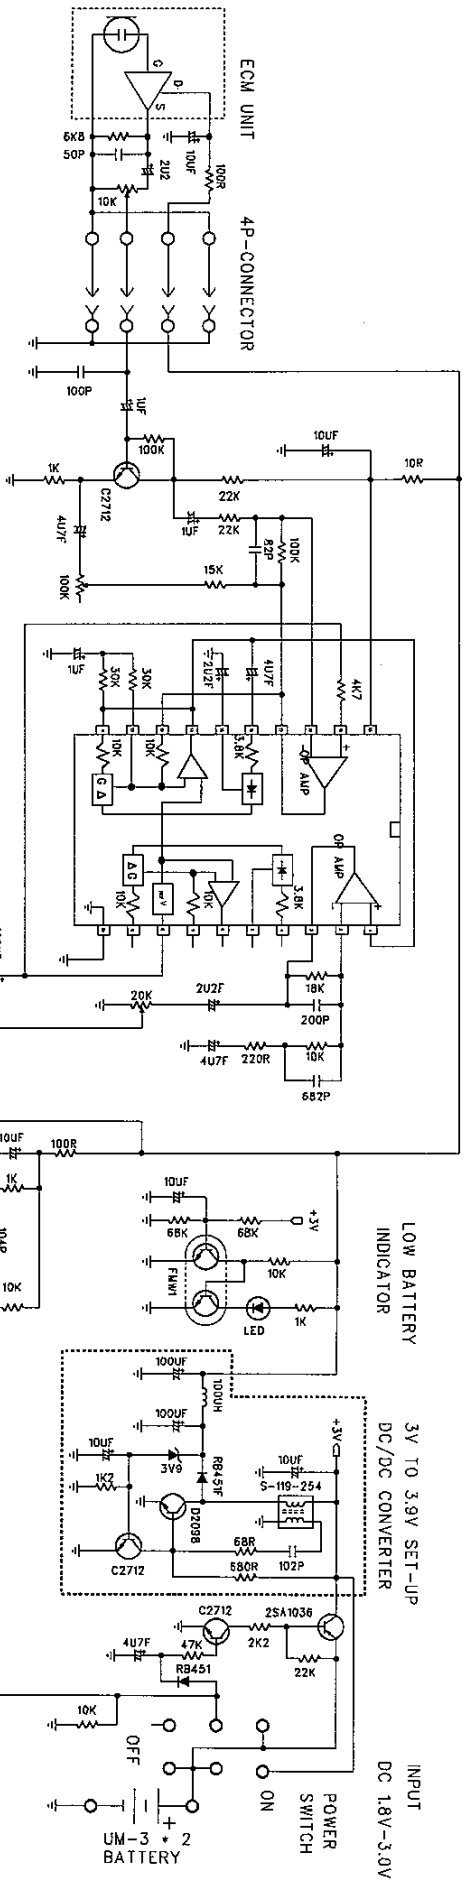 ECM UNIT
G
D
S
6K8
50P
2U2
10UF
100R
10K
4P-CONNECTOR
100P
1UF
100K
10UF
10R
1K
C2712
22K
4U7F
1UF
22K
82P
100K
100K
15K
1UF
30K
30K
2U2F
4U7F
4K7
10K
10K
3.8K
-OP AMP
+
G Δ
Δ G
10K
10K
3.8K
OP AMP
+
20K
2U2F
18K
200P
4U7F
220R
10K
682P
10UF
100R
1K
104P
10K
LOW BATTERY
INDICATOR
10UF
68K
68K
+3V
FMW1
10K
LED
1K
3V TO 3.9V SET-UP
DC/DC CONVERTER
100UF
100UH
100UF
10UF
3V9
RB451F
1K2
D2098
C2712
+3V
10UF
S-119-254
68R
102P
680R
C2712
2SA1036
2K2
4U7F
47K
22K
RB451
10K
OFF
ON
POWER
SWITCH
INPUT
DC 1.8V-3.0V
+
UM-3 * 2
BATTERY